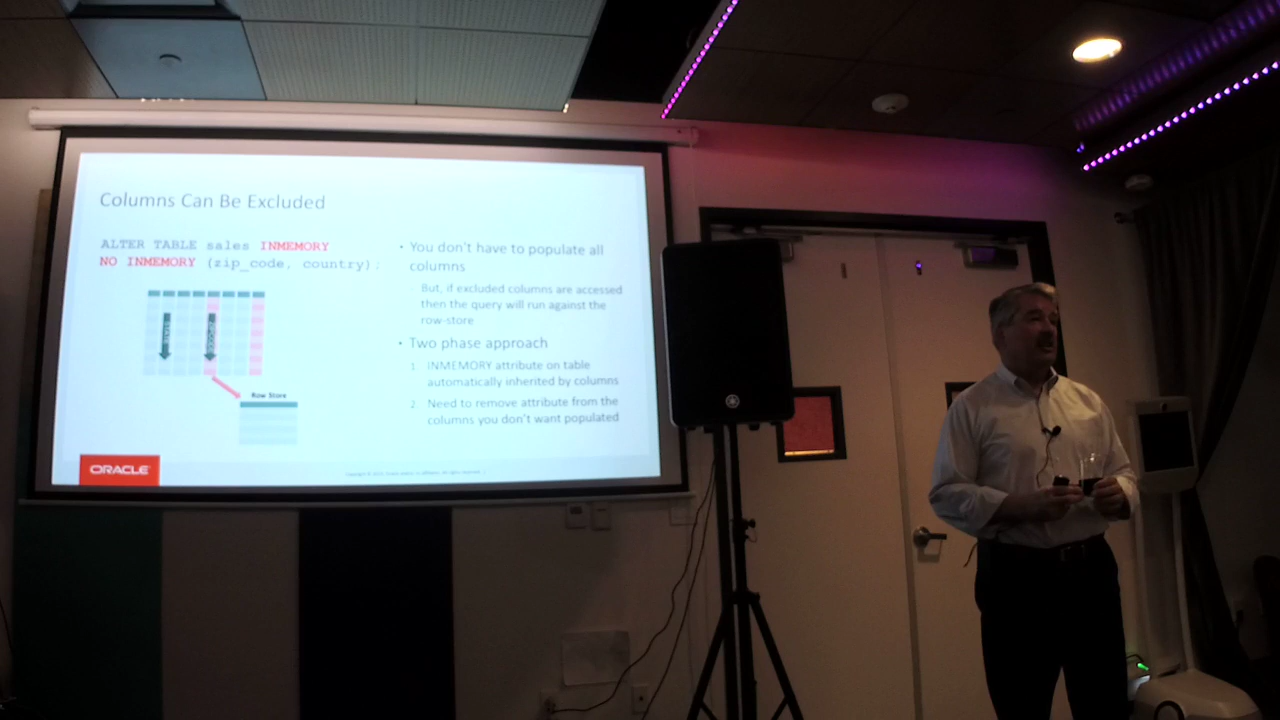 Columns Can Be Excluded
ALTER TABLE sales INMEMORY
NO INMEMORY (zip_code, country);
• You don't have to populate all
columns
But, if excluded columns are accessed
then the query will run against the
row-store
• Two phase approach
1. INMEMORY attribute on table
automatically inherited by columns
2. Need to remove attribute from the
columns you don't want populated
Row Store
ORACLE